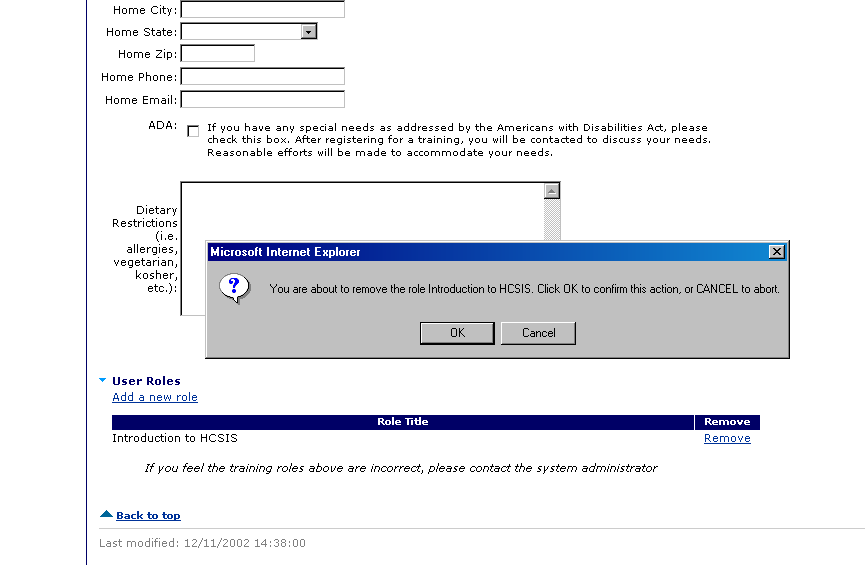 Home City:
Home State:
Home Zip:
Home Phone:
Home Email:
ADA:
If you have any special needs as addressed by the Americans with Disabilities Act, please
check this box. After registering for a training, you will be contacted to discuss your needs.
Reasonable efforts will be made to accommodate your needs.
Dietary
Restrictions
(i.e.
allergies,
vegetarian,
kosher,
etc.):
Microsoft Internet Explorer
?
You are about to remove the role Introduction to HCSIS. Click OK to confirm this action, or CANCEL to abort.
OK
Cancel
User Roles
Add a new role
Role Title
Remove
Introduction to HCSIS
Remove
If you feel the training roles above are incorrect, please contact the system administrator
Back to top
Last modified: 12/11/2002 14:38:00